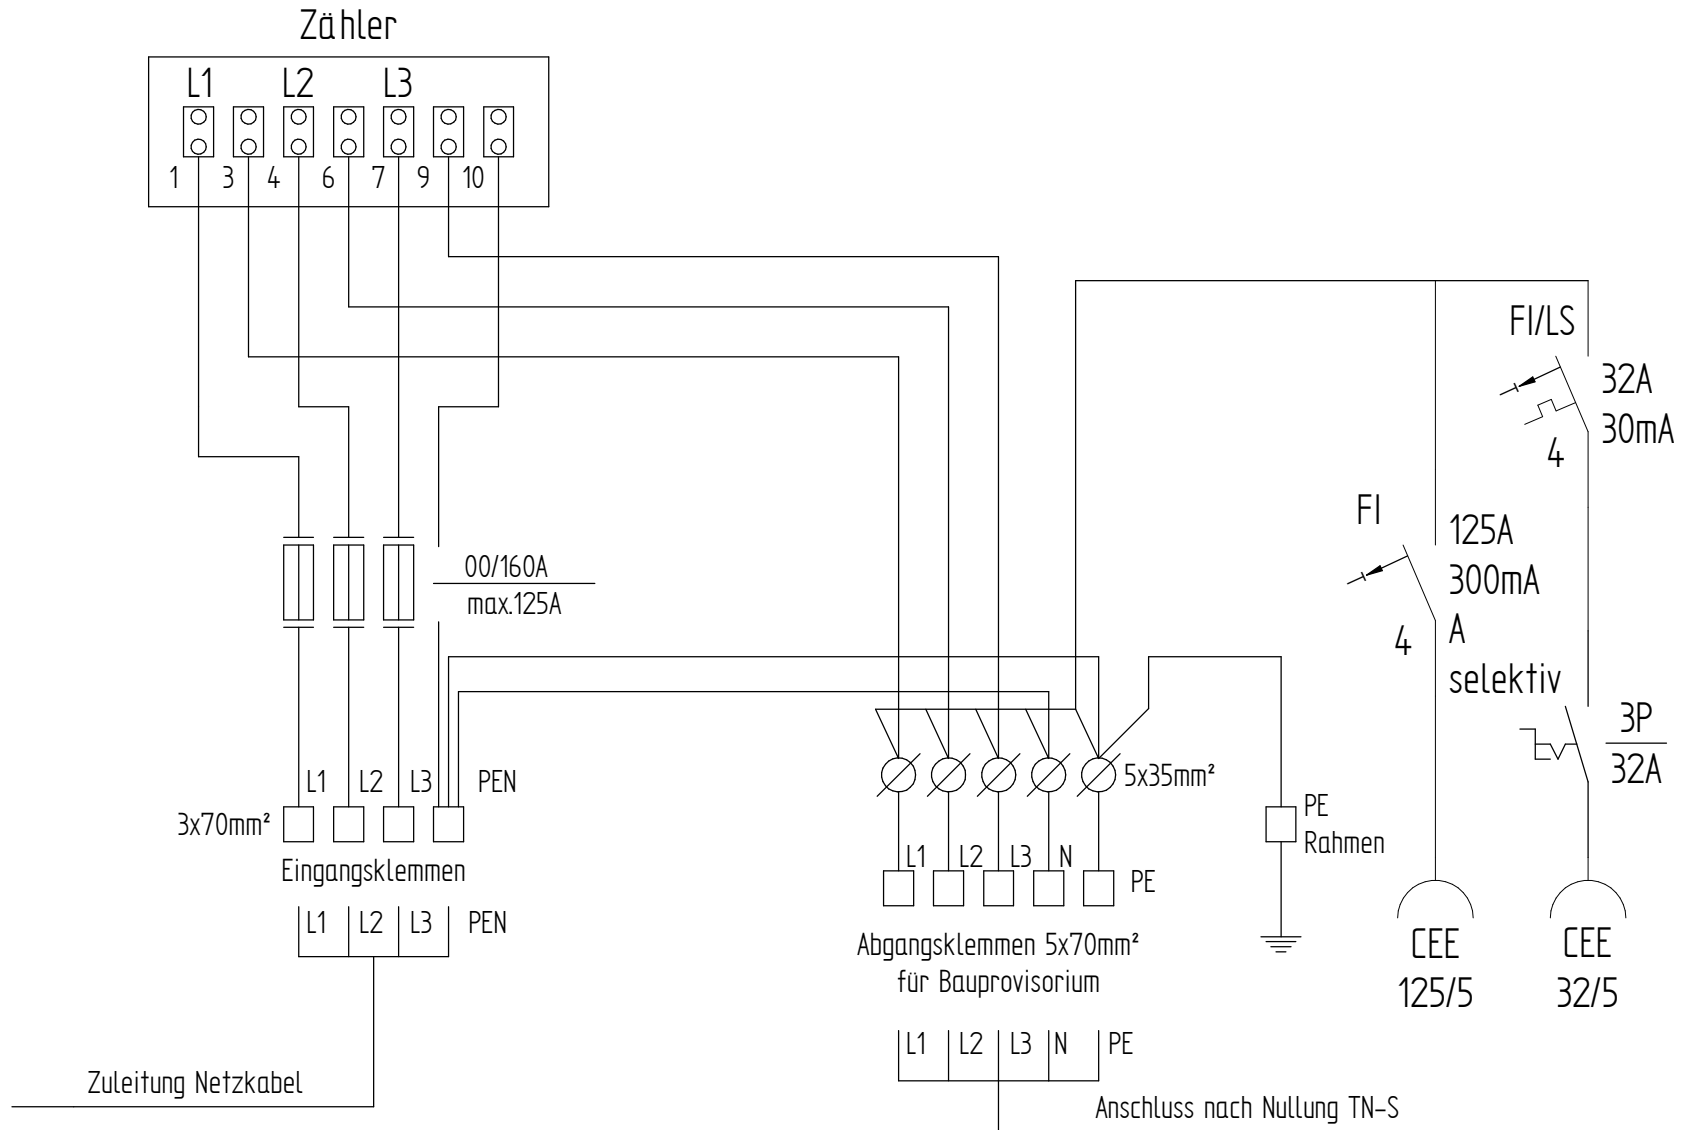 Zähler
L1 L2 L3
1 3 4 6 7 9 10
FI/LS
32A
30mA
4
FI
125A
300mA
A
4
selektiv
00/160A
max.125A
3P
32A
L1 L2 L3 PEN
3x70mm²
Eingangsklemmen
L1 L2 L3 PEN
Zuleitung Netzkabel
5x35mm²
L1 L2 L3 N PE
Abgangsklemmen 5x70mm²
für Bauprovisorium
L1 L2 L3 N PE
Anschluss nach Nullung TN-S
PE
Rahmen
CEE
125/5
CEE
32/5